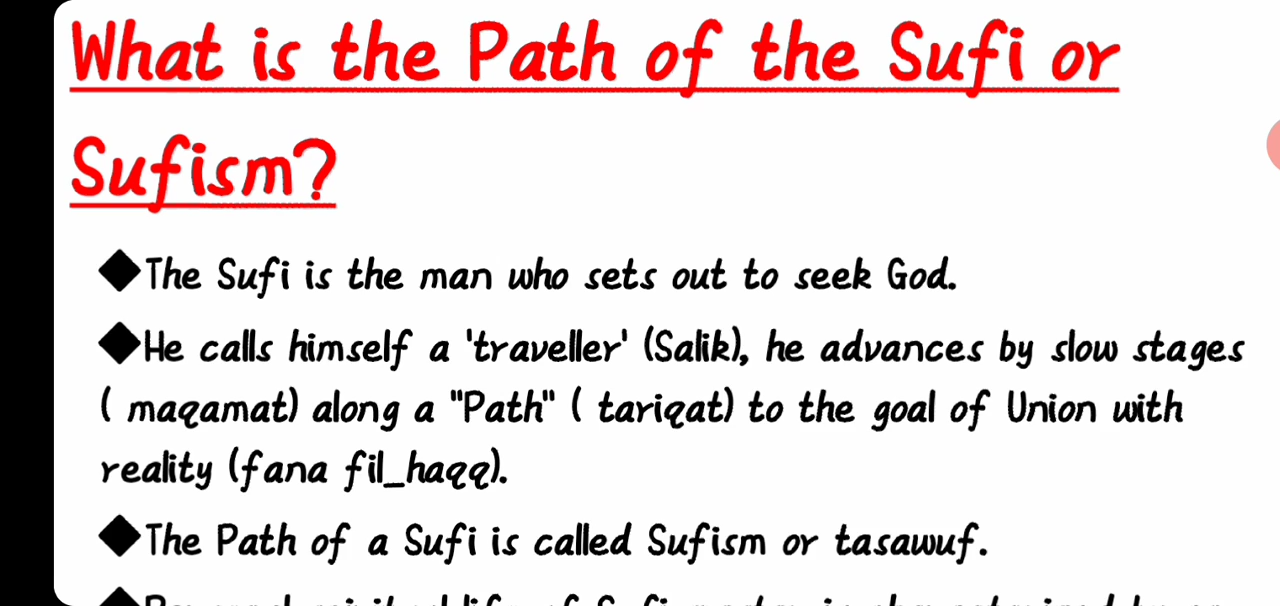 What is the Path of the Sufi or
Sufism?
◆The Sufi is the man who sets out to seek God.
◆He calls himself a 'traveller' (Salik), he advances by slow stages
( maqamat) along a "Path" ( tariqat) to the goal of Union with
reality (fana fil_haqq).
◆The Path of a Sufi is called Sufism or tasawuf.